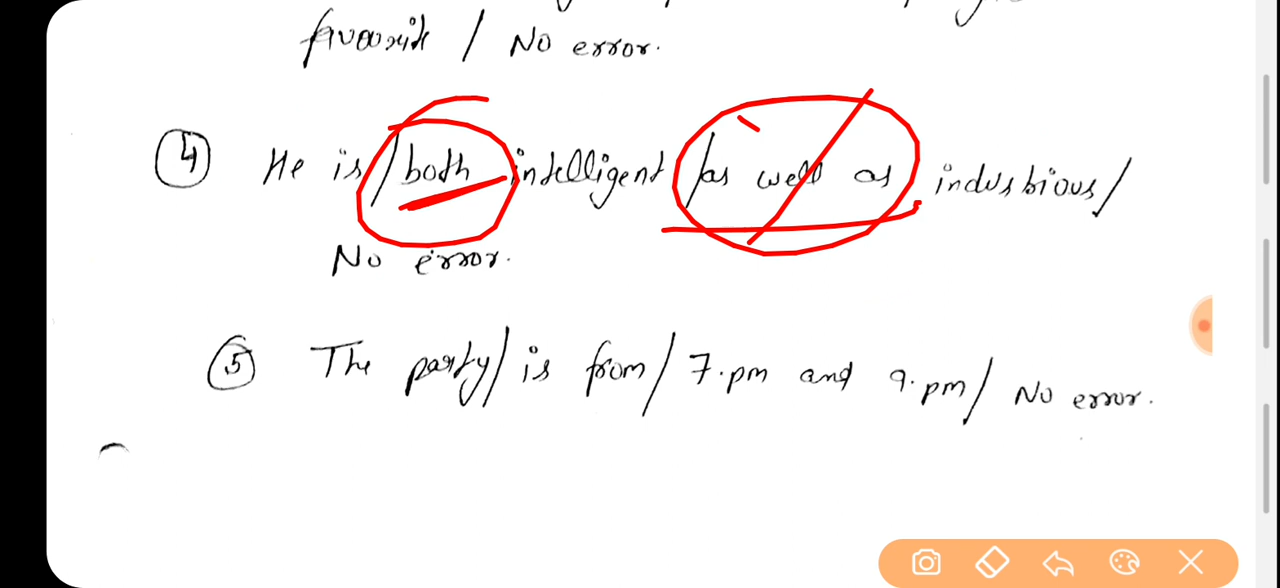 favourite / No error.
④ He is / both intelligent / as well as industrious /
No error.
⑤ The party / is from / 7.pm and 9.pm / No error.